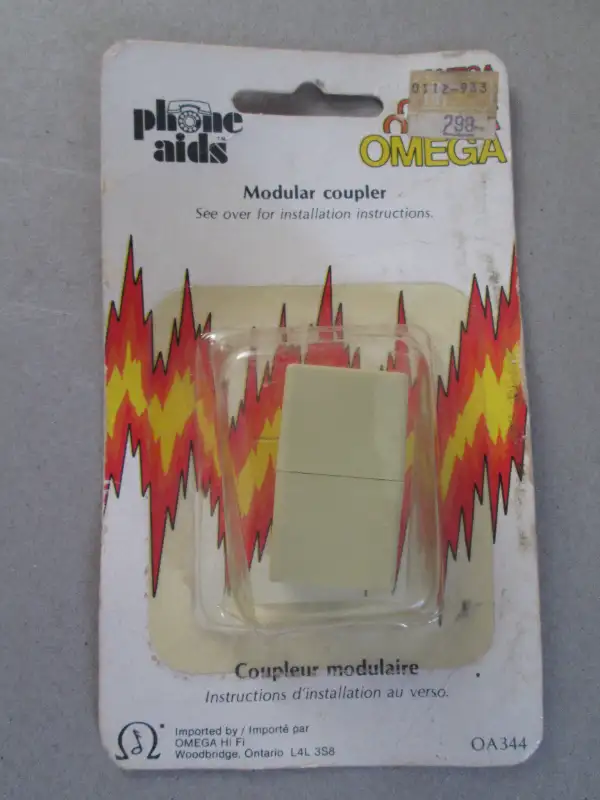 phone
aids
0112-933
298
OMEGA
Modular coupler
See over for installation instructions.
Coupleur modulaire
Instructions d'installation au verso.
Imported by / Importé par
OMEGA Hi Fi
Woodbridge, Ontario L4L 3S8
OA344